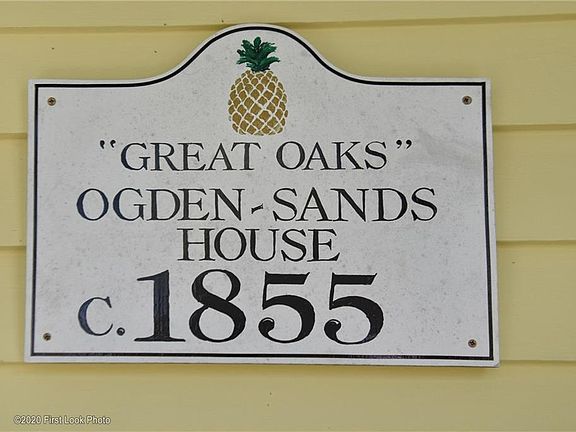 "GREAT OAKS"
OGDEN-SANDS
HOUSE
C. 1855
©2020 First Look Photo